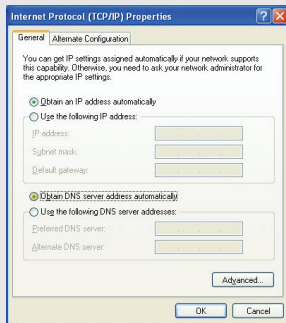 Internet Protocol (TCP/IP) Properties
General
Alternate Configuration
You can get IP settings assigned automatically if your network supports
this capability. Otherwise, you need to ask your network administrator for
the appropriate IP settings.
Obtain an IP address automatically
Use the following IP address:
IP address:
Subnet mask:
Default gateway:
Obtain DNS server address automatically
Use the following DNS server addresses:
Preferred DNS server:
Alternate DNS server:
Advanced...
OK
Cancel